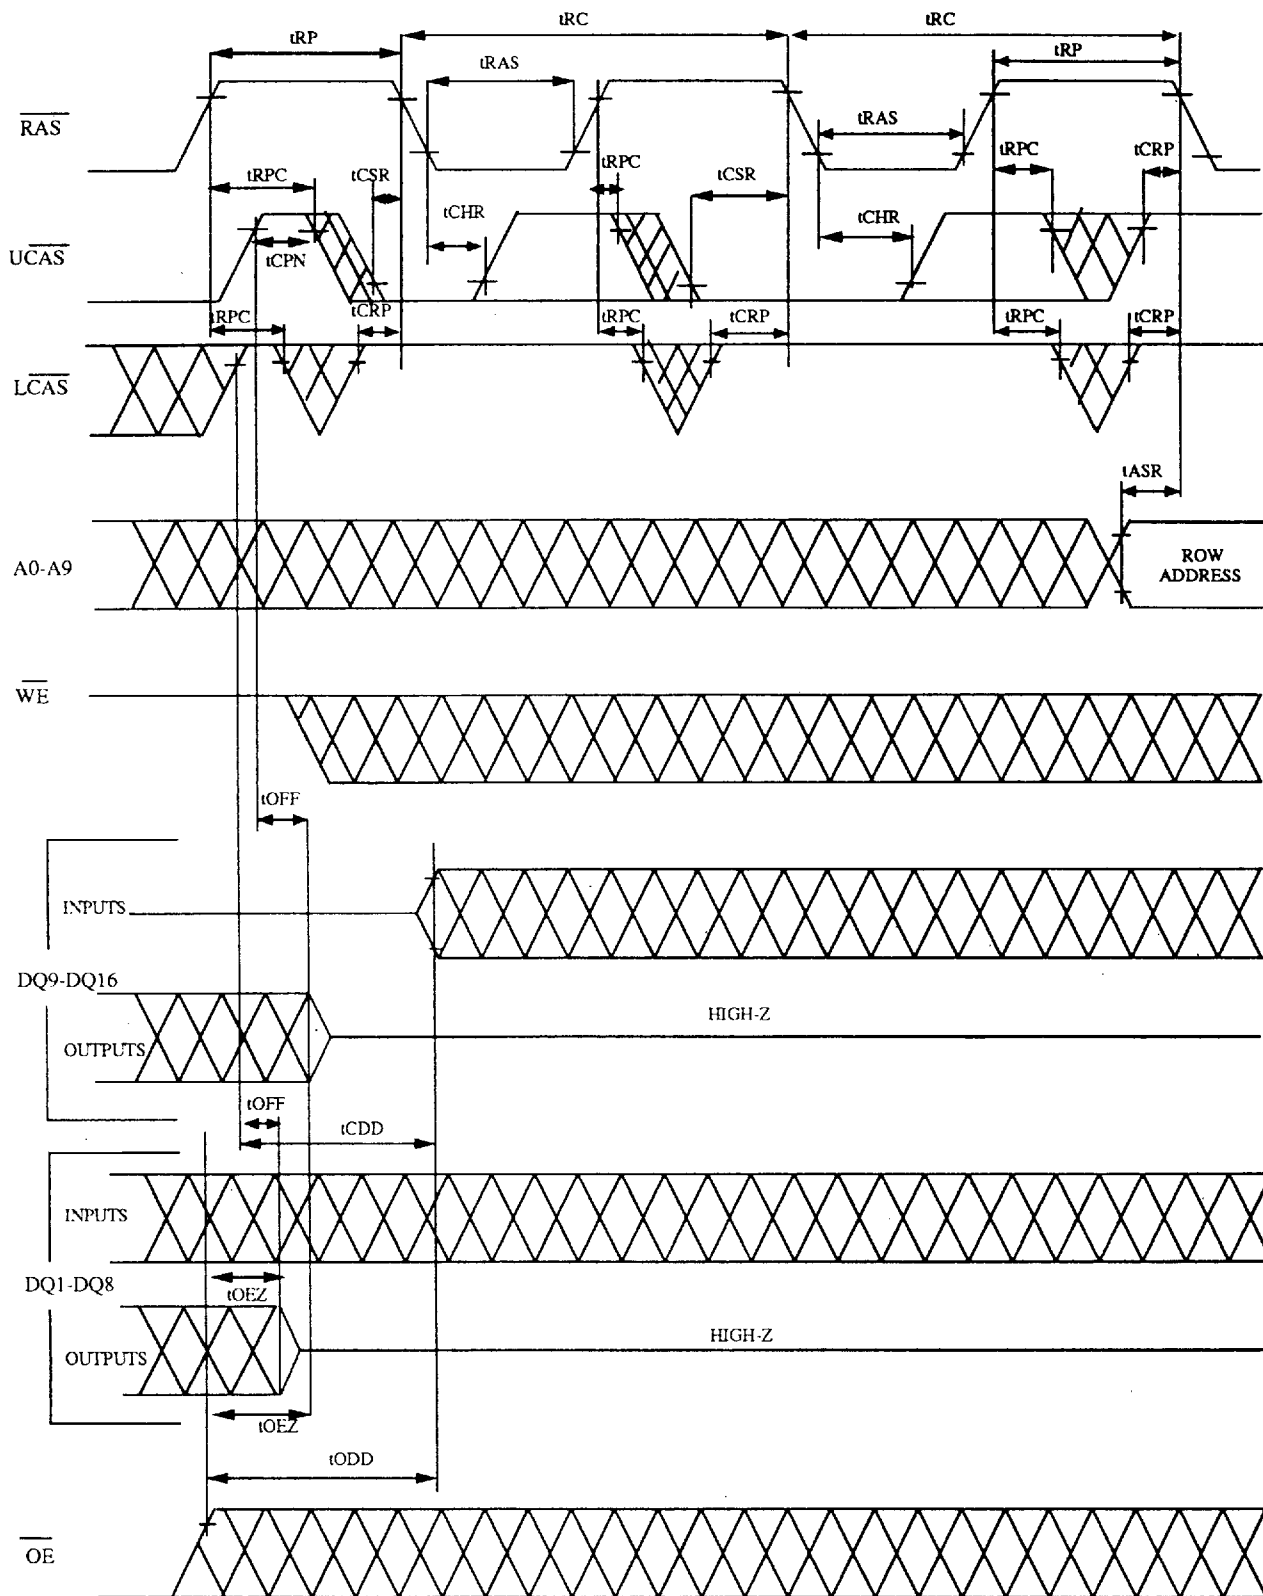 tRC
tRC
tRP
tRP
tRAS
tRAS
RAS
tRPC
tCSR
tRPC
tCSR
tRPC
tCRP
tCHR
tCHR
UCAS
tCPN
tRPC
tCRP
tRPC
tCRP
tRPC
tCRP
LCAS
tASR
A0-A9
ROW
ADDRESS
WE
tOFF
INPUTS
DQ9-DQ16
HIGH-Z
OUTPUTS
tOFF
tCDD
INPUTS
DQ1-DQ8
tOEZ
HIGH-Z
OUTPUTS
tOEZ
tODD
OE